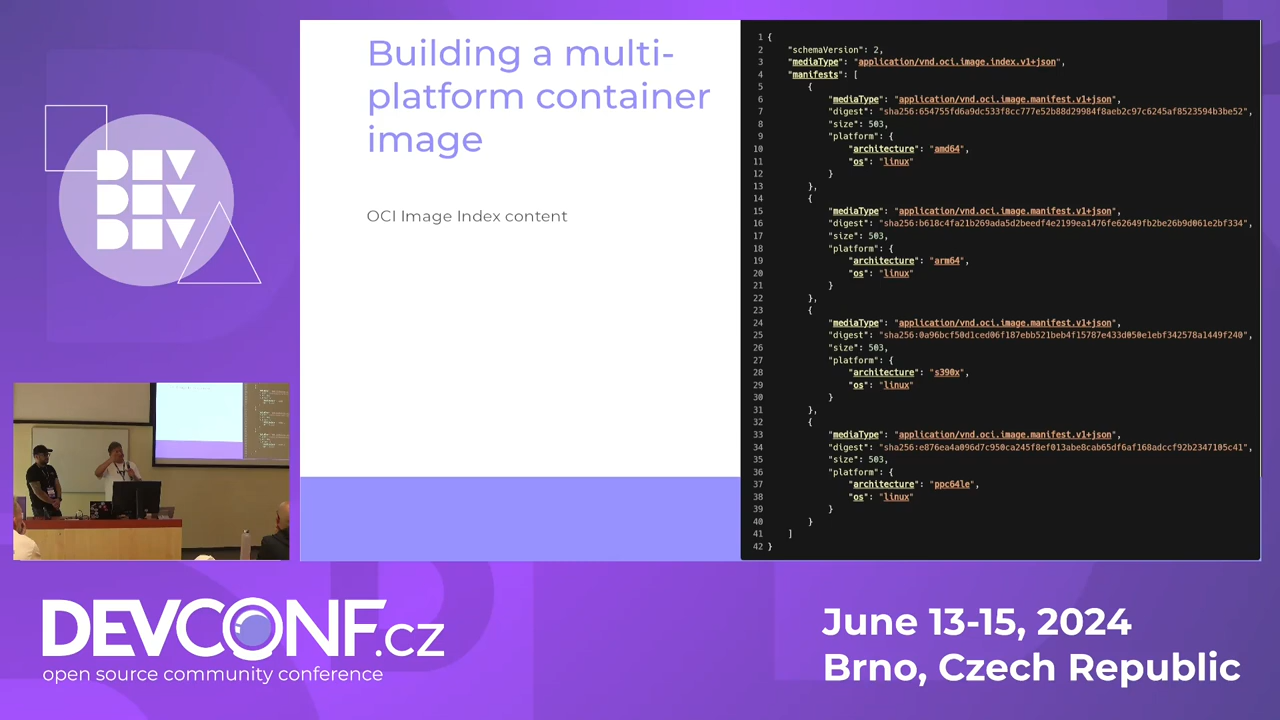 DEV
DEV
DEV
Building a multi-
platform container
image
OCI Image Index content
1 {
2 "schemaVersion": 2,
3 "mediaType": "application/vnd.oci.image.index.v1+json",
4 "manifests": [
5 {
6 "mediaType": "application/vnd.oci.image.manifest.v1+json",
7 "digest": "sha256:654755fd6a9dc533f8cc777e52b88d29984f8aeb2c97c6245af8523594b3be52",
8 "size": 503,
9 "platform": {
10 "architecture": "amd64",
11 "os": "linux"
12 }
13 },
14 {
15 "mediaType": "application/vnd.oci.image.manifest.v1+json",
16 "digest": "sha256:b618c4fa21b269ada5d2beedf4e2199ea1476fe62649fb2be26b9d061e2bf334",
17 "size": 503,
18 "platform": {
19 "architecture": "arm64",
20 "os": "linux"
21 }
22 },
23 {
24 "mediaType": "application/vnd.oci.image.manifest.v1+json",
25 "digest": "sha256:0a96bcf50d1ced06f187ebb521beb4f15787e433d050e1ebf342578a1449f240",
26 "size": 503,
27 "platform": {
28 "architecture": "s390x",
29 "os": "linux"
30 }
31 },
32 {
33 "mediaType": "application/vnd.oci.image.manifest.v1+json",
34 "digest": "sha256:e876ea4a096d7c950ca245f8ef013abe8cab65df6af168adccf92b2347105c41",
35 "size": 503,
36 "platform": {
37 "architecture": "ppc64le",
38 "os": "linux"
39 }
40 }
41 ]
42 }
DEVCONF.cz
open source community conference
June 13-15, 2024
Brno, Czech Republic